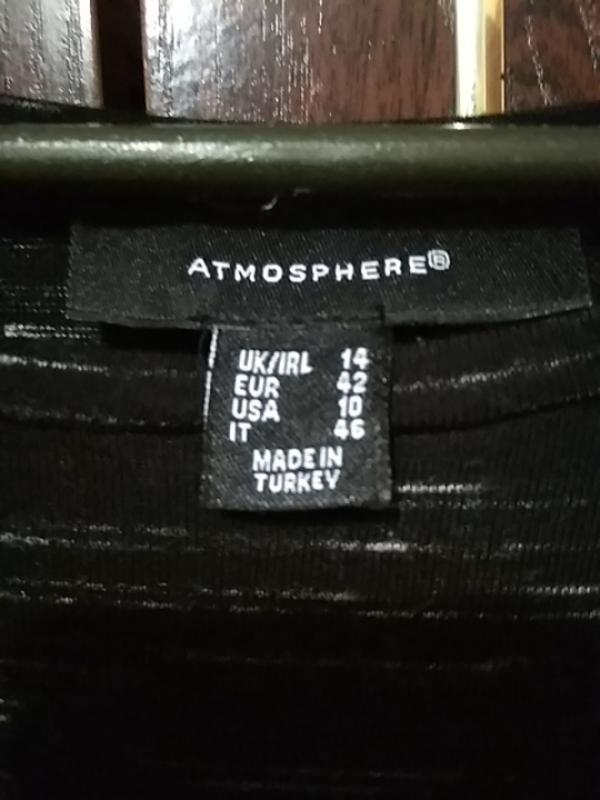 ATMOSPHERE®
UK/IRL 14
EUR 42
USA 10
IT 46
MADE IN
TURKEY